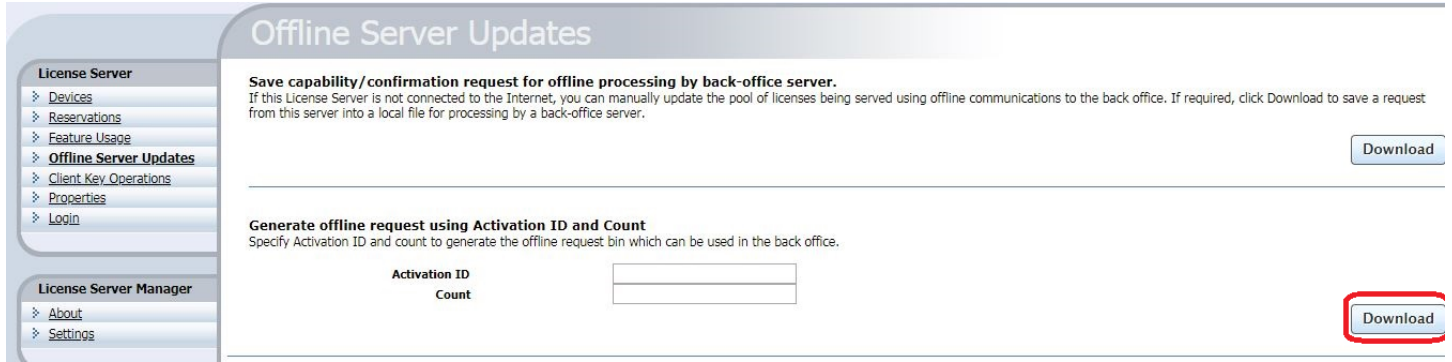 Offline Server Updates
License Server
Devices
Reservations
Feature Usage
Offline Server Updates
Client Key Operations
Properties
Login
License Server Manager
About
Settings
Save capability/confirmation request for offline processing by back-office server.
If this License Server is not connected to the Internet, you can manually update the pool of licenses being served using offline communications to the back office. If required, click Download to save a request
from this server into a local file for processing by a back-office server.
Download
Generate offline request using Activation ID and Count
Specify Activation ID and count to generate the offline request bin which can be used in the back office.
Activation ID
Count
Download